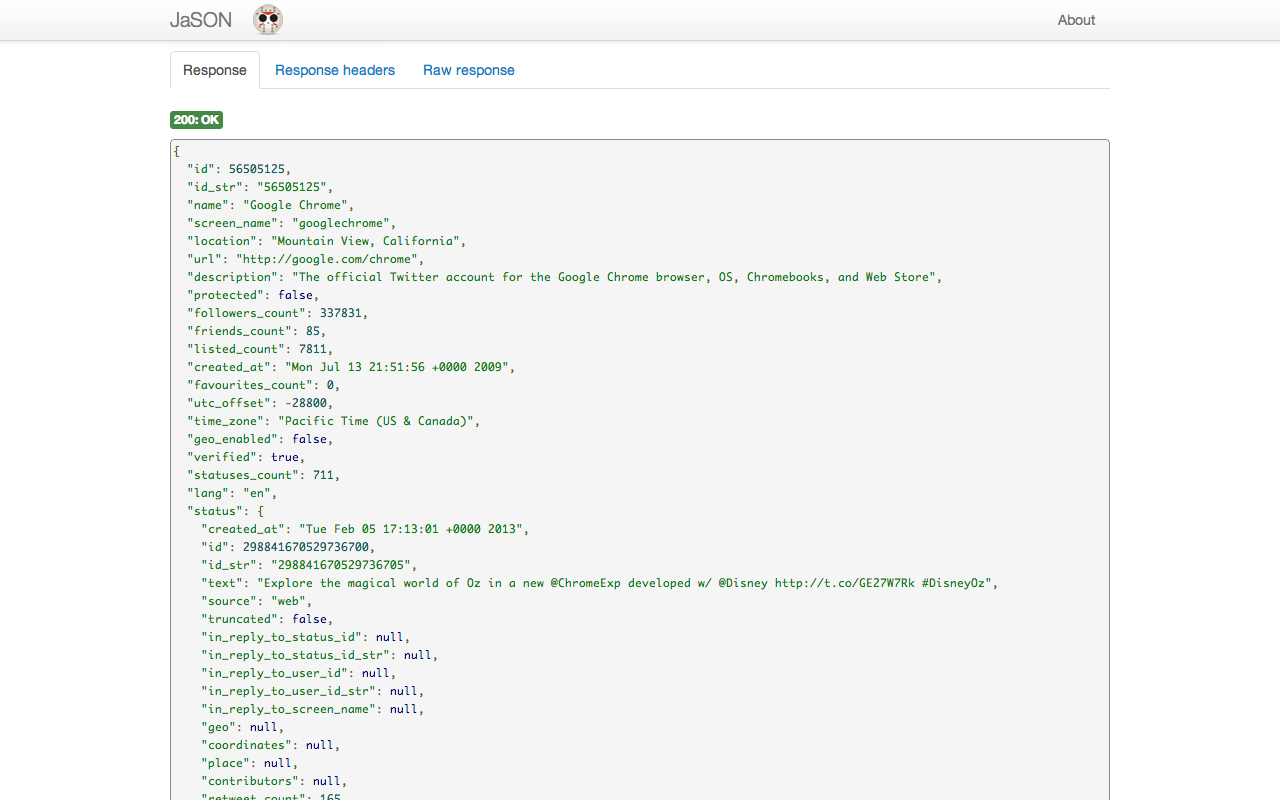 JaSON
About
Response
Response headers
Raw response
200: OK
{
  "id": 56505125,
  "id_str": "56505125",
  "name": "Google Chrome",
  "screen_name": "googlechrome",
  "location": "Mountain View, California",
  "url": "http://google.com/chrome",
  "description": "The official Twitter account for the Google Chrome browser, OS, Chromebooks, and Web Store",
  "protected": false,
  "followers_count": 337831,
  "friends_count": 85,
  "listed_count": 7811,
  "created_at": "Mon Jul 13 21:51:56 +0000 2009",
  "favourites_count": 0,
  "utc_offset": -28800,
  "time_zone": "Pacific Time (US & Canada)",
  "geo_enabled": false,
  "verified": true,
  "statuses_count": 711,
  "lang": "en",
  "status": {
    "created_at": "Tue Feb 05 17:13:01 +0000 2013",
    "id": 298841670529736700,
    "id_str": "298841670529736705",
    "text": "Explore the magical world of Oz in a new @ChromeExp developed w/ @Disney http://t.co/GE27W7Rk #DisneyOz",
    "source": "web",
    "truncated": false,
    "in_reply_to_status_id": null,
    "in_reply_to_status_id_str": null,
    "in_reply_to_user_id": null,
    "in_reply_to_user_id_str": null,
    "in_reply_to_screen_name": null,
    "geo": null,
    "coordinates": null,
    "place": null,
    "contributors": null,
    "retweet_count": 165,